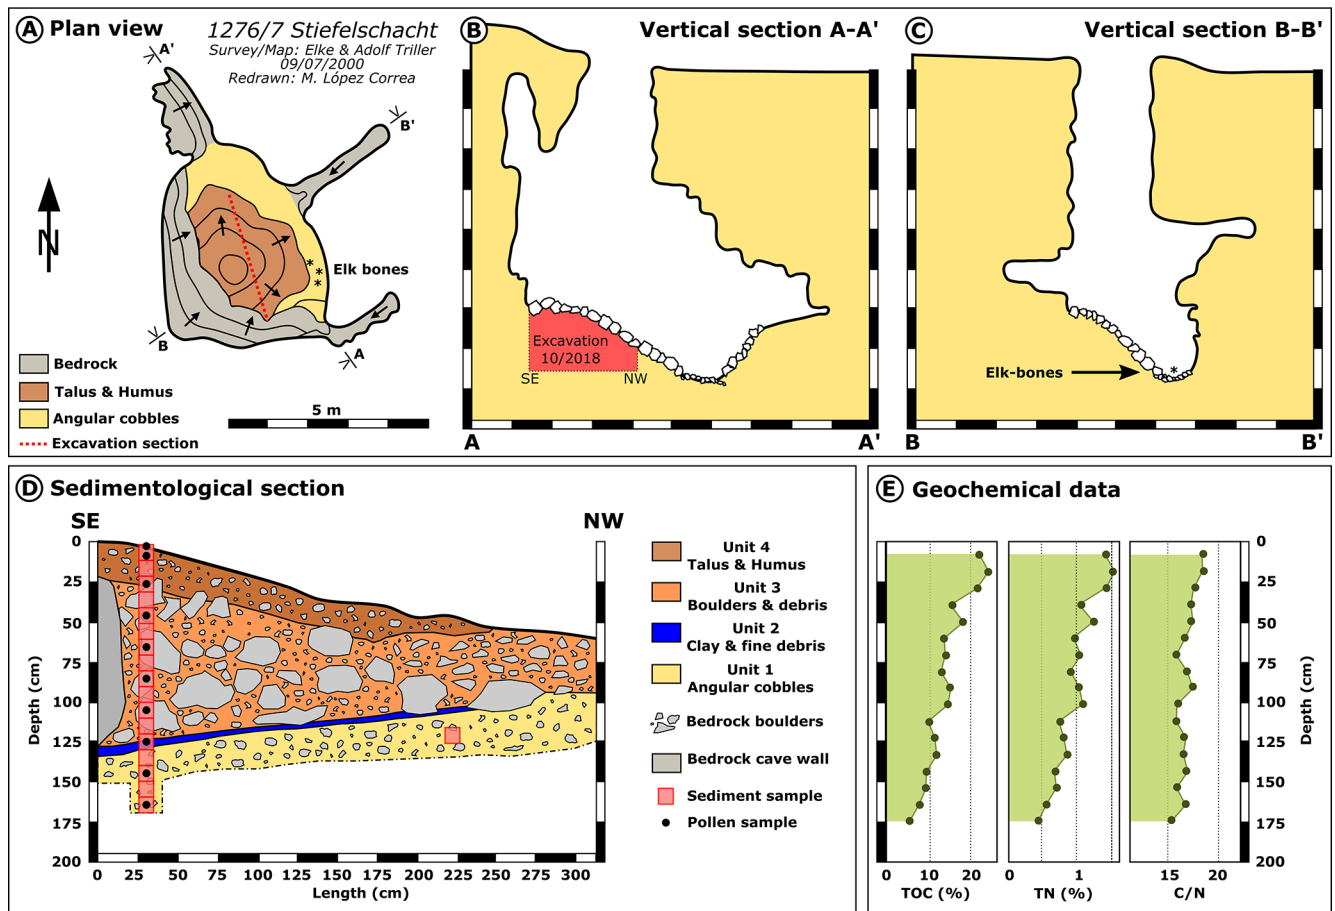 A Plan view
1276/7 Stiefelschacht
Survey/Map: Elke & Adolf Triller
09/07/2000
Redrawn: M. López Correa
A'
B'
N
Elk bones
B
A
Bedrock
Talus & Humus
Angular cobbles
Excavation section
5 m
B Vertical section A-A'
Excavation
10/2018
SE NW
A A'
C Vertical section B-B'
Elk-bones
*
B B'
D Sedimentological section
SE NW
0
25
50
75
100
125
150
175
200
Depth (cm)
0 25 50 75 100 125 150 175 200 225 250 275 300
Length (cm)
Unit 4
Talus & Humus
Unit 3
Boulders & debris
Unit 2
Clay & fine debris
Unit 1
Angular cobbles
Bedrock boulders
Bedrock cave wall
Sediment sample
Pollen sample
E Geochemical data
0
25
50
75
100
125
150
175
200
Depth (cm)
0 10 20
TOC (%)
0 1
TN (%)
15 20
C/N